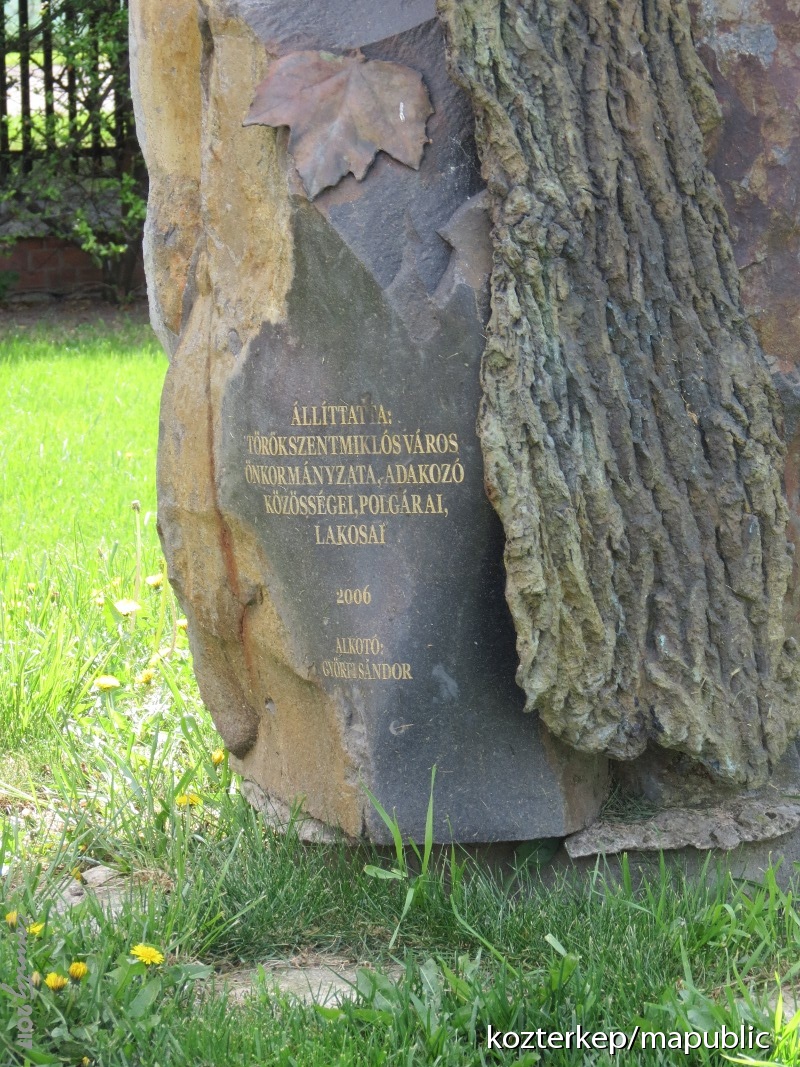 ÁLLÍTTATTA:
TÖRÖKSZENTMIKLÓS VÁROS
ÖNKORMÁNYZATA, ADAKOZÓ
KÖZÖSSÉGEI, POLGÁRAI,
LAKOSAI
2006
ALKOTÓ:
GYŐRFI SÁNDOR
kozterkep/mapublic